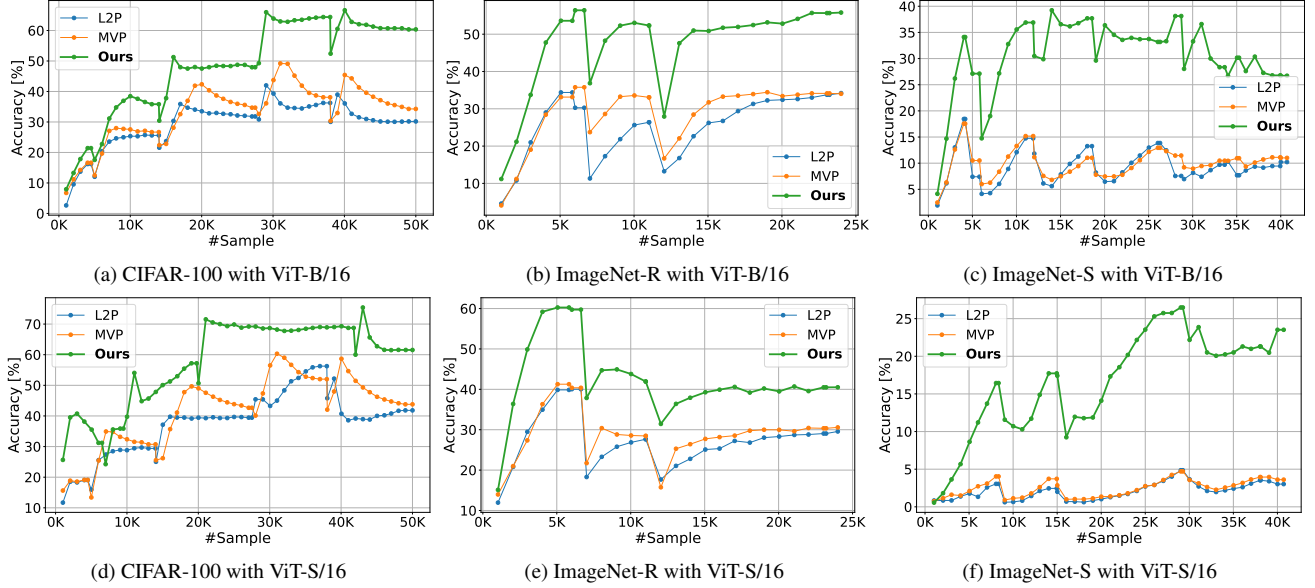 Accuracy [%]
60
50
40
30
20
10
0
L2P
MVP
Ours
0K 10K 20K 30K 40K 50K
#Sample
(a) CIFAR-100 with ViT-B/16
Accuracy [%]
50
40
30
20
10
L2P
MVP
Ours
0K 5K 10K 15K 20K 25K
#Sample
(b) ImageNet-R with ViT-B/16
Accuracy [%]
40
35
30
25
20
15
10
5
L2P
MVP
Ours
0K 5K 10K 15K 20K 25K 30K 35K 40K
#Sample
(c) ImageNet-S with ViT-B/16
Accuracy [%]
70
60
50
40
30
20
10
L2P
MVP
Ours
0K 10K 20K 30K 40K 50K
#Sample
(d) CIFAR-100 with ViT-S/16
Accuracy [%]
60
50
40
30
20
10
L2P
MVP
Ours
0K 5K 10K 15K 20K 25K
#Sample
(e) ImageNet-R with ViT-S/16
Accuracy [%]
25
20
15
10
5
0
L2P
MVP
Ours
0K 5K 10K 15K 20K 25K 30K 35K 40K
#Sample
(f) ImageNet-S with ViT-S/16